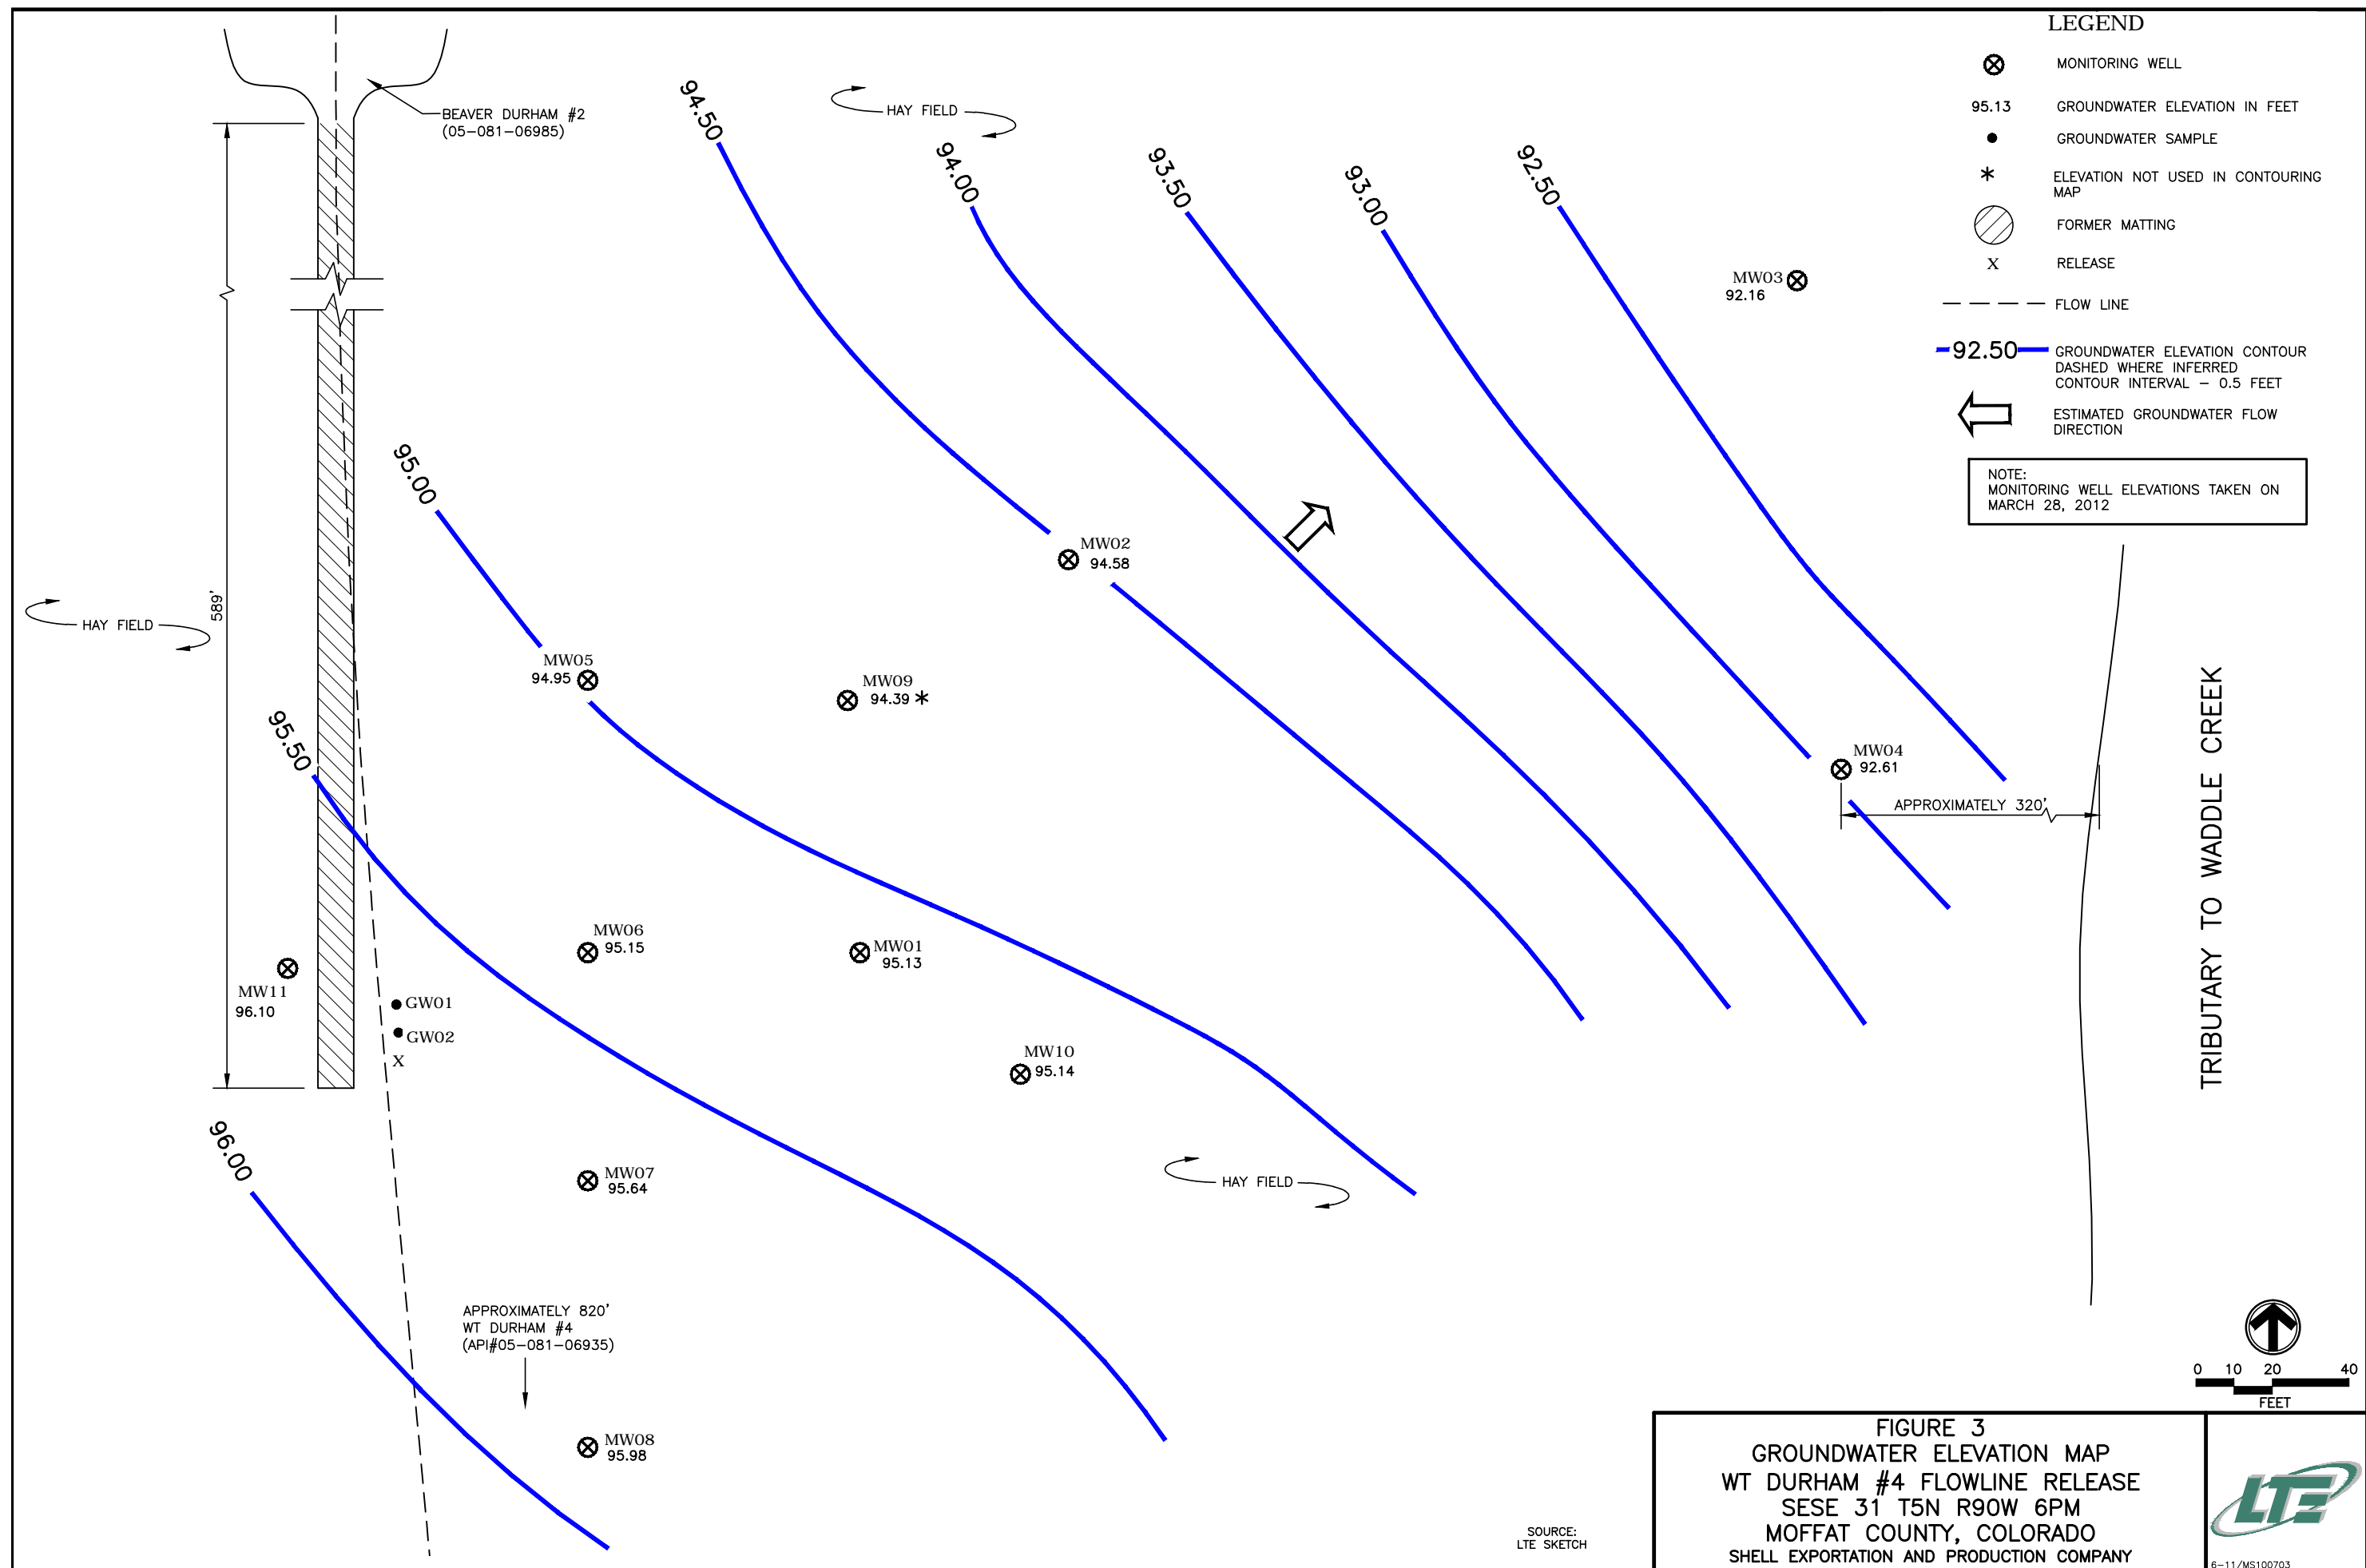 LEGEND
MONITORING WELL
95.13 GROUNDWATER ELEVATION IN FEET
GROUNDWATER SAMPLE
* ELEVATION NOT USED IN CONTOURING
MAP
FORMER MATTING
X RELEASE
FLOW LINE
92.50 GROUNDWATER ELEVATION CONTOUR
DASHED WHERE INFERRED
CONTOUR INTERVAL – 0.5 FEET
ESTIMATED GROUNDWATER FLOW
DIRECTION
NOTE:
MONITORING WELL ELEVATIONS TAKEN ON
MARCH 28, 2012
BEAVER DURHAM #2
(05–081–06985)
HAY FIELD
94.50
94.00
93.50
93.00
92.50
MW03
92.16
95.00
MW02
94.58
589'
HAY FIELD
MW05
94.95
MW09
94.39 *
95.50
MW04
92.61
APPROXIMATELY 320'
TRIBUTARY TO WADDLE CREEK
MW06
95.15
MW01
95.13
MW11
96.10
GW01
GW02
X
MW10
95.14
96.00
MW07
95.64
HAY FIELD
APPROXIMATELY 820'
WT DURHAM #4
(API#05–081–06935)
MW08
95.98
0 10 20 40
FEET
SOURCE:
LTE SKETCH
FIGURE 3
GROUNDWATER ELEVATION MAP
WT DURHAM #4 FLOWLINE RELEASE
SESE 31 T5N R90W 6PM
MOFFAT COUNTY, COLORADO
SHELL EXPORTATION AND PRODUCTION COMPANY
LTE
6–11/MS100703